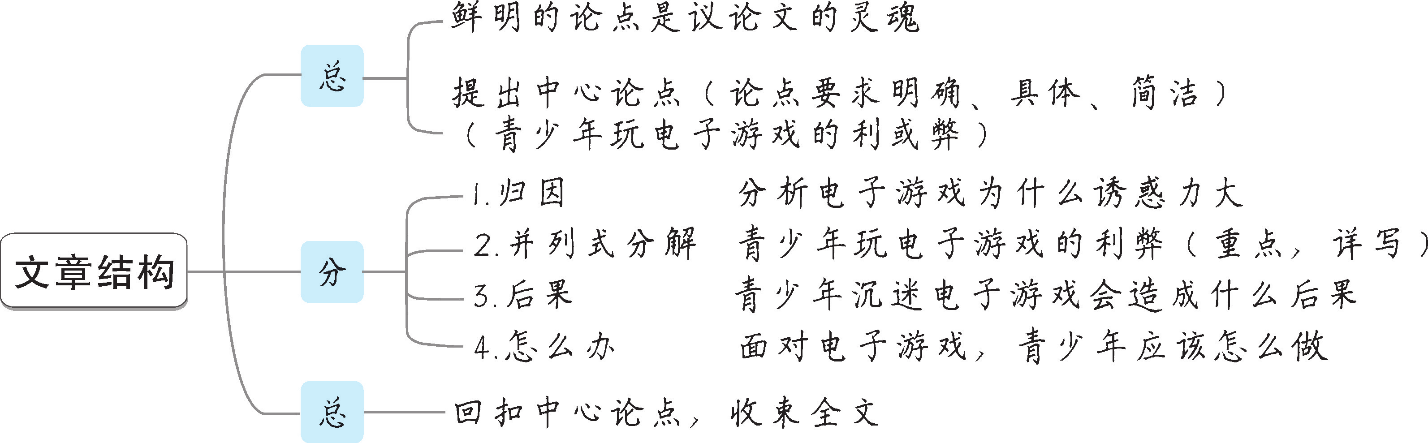 文章结构
总
鲜明的论点是议论文的灵魂
提出中心论点（论点要求明确、具体、简洁）
（青少年玩电子游戏的利或弊）
分
1.归因 分析电子游戏为什么诱惑力大
2.并列式分解 青少年玩电子游戏的利弊（重点，详写）
3.后果 青少年沉迷电子游戏会造成什么后果
4.怎么办 面对电子游戏，青少年应该怎么做
总
回扣中心论点，收束全文